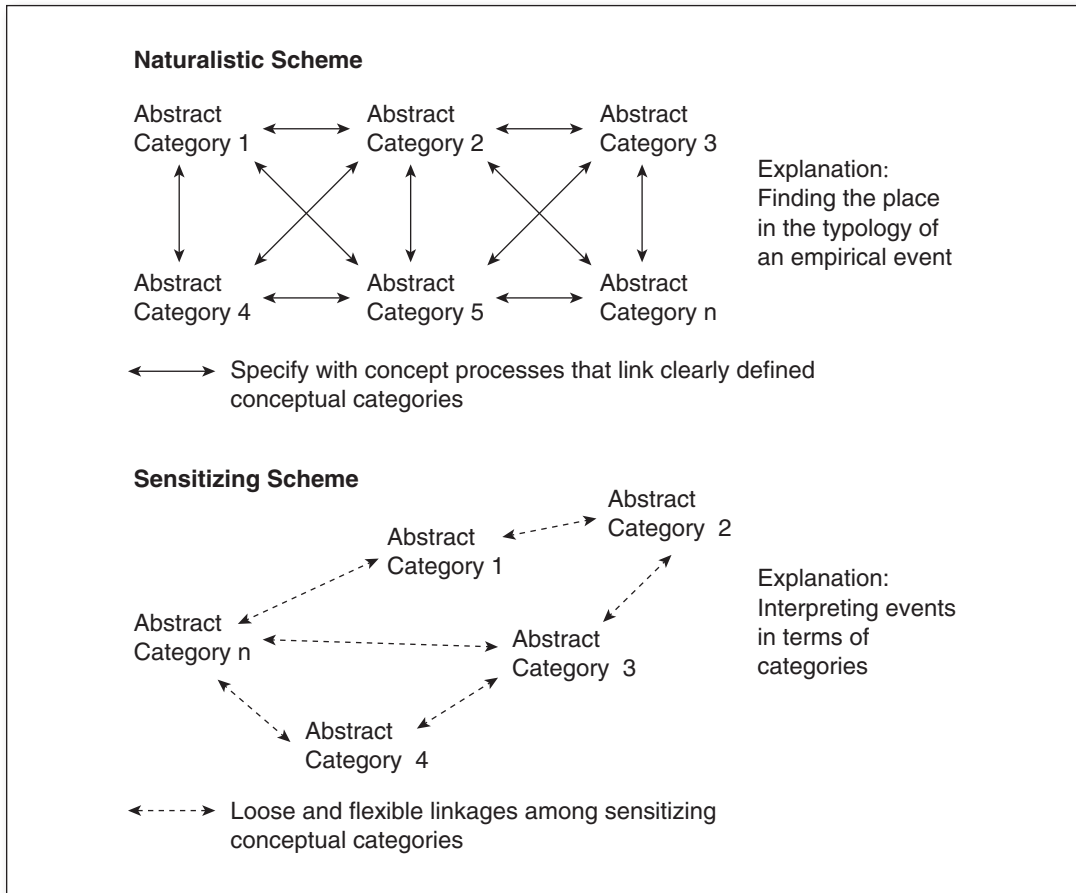 Naturalistic Scheme
Abstract
Category 1
Abstract
Category 2
Abstract
Category 3
Explanation:
Finding the place
in the typology of
an empirical event
Abstract
Category 4
Abstract
Category 5
Abstract
Category n
Specify with concept processes that link clearly defined
conceptual categories
Sensitizing Scheme
Abstract
Category 2
Abstract
Category 1
Explanation:
Interpreting events
in terms of
categories
Abstract
Category n
Abstract
Category 3
Abstract
Category 4
Loose and flexible linkages among sensitizing
conceptual categories